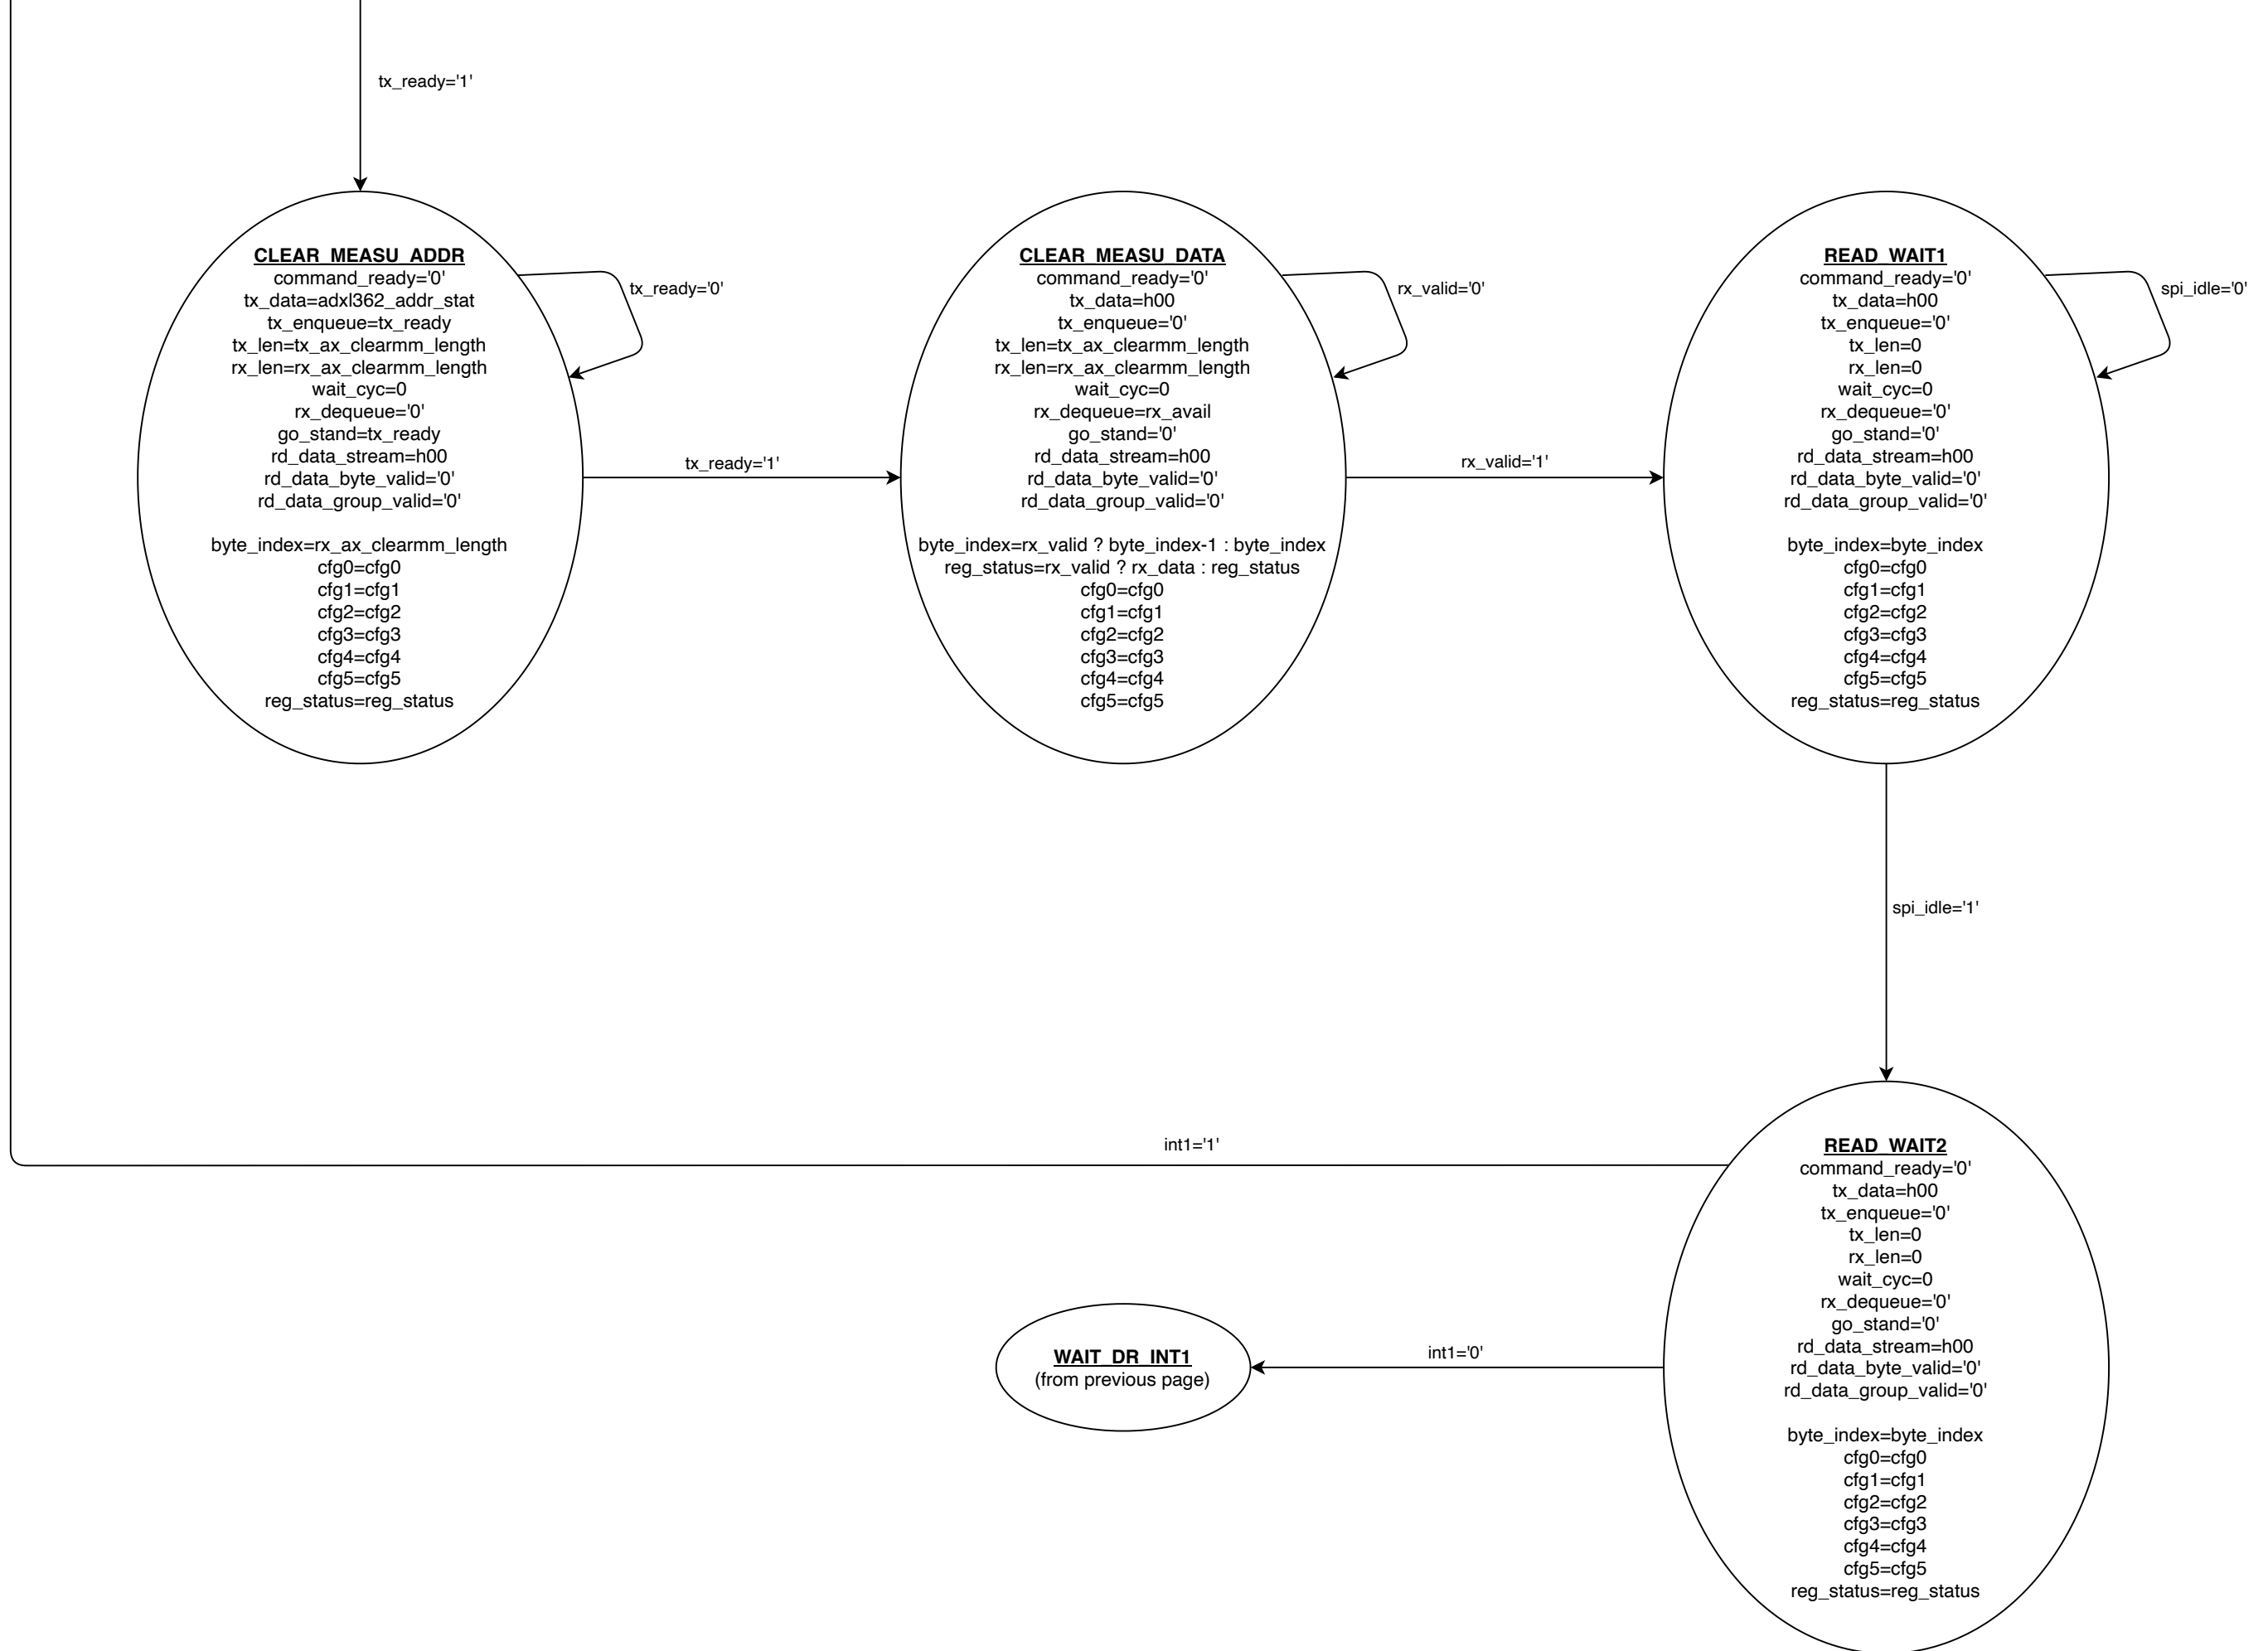 tx_ready='1'
CLEAR_MEASU_ADDR
command_ready='0'
tx_data=adxl362_addr_stat
tx_enqueue=tx_ready
tx_len=tx_ax_clearmm_length
rx_len=rx_ax_clearmm_length
wait_cyc=0
rx_dequeue='0'
go_stand=tx_ready
rd_data_stream=h00
rd_data_byte_valid='0'
rd_data_group_valid='0'
byte_index=rx_ax_clearmm_length
cfg0=cfg0
cfg1=cfg1
cfg2=cfg2
cfg3=cfg3
cfg4=cfg4
cfg5=cfg5
reg_status=reg_status
tx_ready='0'
tx_ready='1'
CLEAR_MEASU_DATA
command_ready='0'
tx_data=h00
tx_enqueue='0'
tx_len=tx_ax_clearmm_length
rx_len=rx_ax_clearmm_length
wait_cyc=0
rx_dequeue=rx_avail
go_stand='0'
rd_data_stream=h00
rd_data_byte_valid='0'
rd_data_group_valid='0'
byte_index=rx_valid ? byte_index-1 : byte_index
reg_status=rx_valid ? rx_data : reg_status
cfg0=cfg0
cfg1=cfg1
cfg2=cfg2
cfg3=cfg3
cfg4=cfg4
cfg5=cfg5
rx_valid='0'
rx_valid='1'
READ_WAIT1
command_ready='0'
tx_data=h00
tx_enqueue='0'
tx_len=0
rx_len=0
wait_cyc=0
rx_dequeue='0'
go_stand='0'
rd_data_stream=h00
rd_data_byte_valid='0'
rd_data_group_valid='0'
byte_index=byte_index
cfg0=cfg0
cfg1=cfg1
cfg2=cfg2
cfg3=cfg3
cfg4=cfg4
cfg5=cfg5
reg_status=reg_status
spi_idle='0'
spi_idle='1'
int1='1'
READ_WAIT2
command_ready='0'
tx_data=h00
tx_enqueue='0'
tx_len=0
rx_len=0
wait_cyc=0
rx_dequeue='0'
go_stand='0'
rd_data_stream=h00
rd_data_byte_valid='0'
rd_data_group_valid='0'
byte_index=byte_index
cfg0=cfg0
cfg1=cfg1
cfg2=cfg2
cfg3=cfg3
cfg4=cfg4
cfg5=cfg5
reg_status=reg_status
int1='0'
WAIT_DR_INT1
(from previous page)